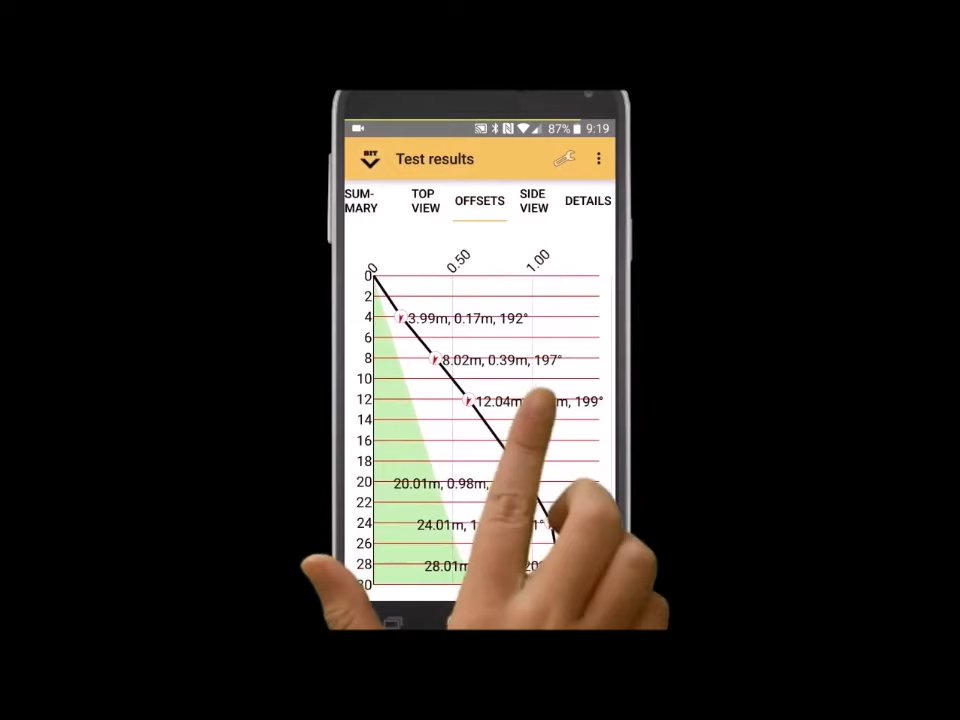 87% 9:19
BIT
Test results
SUM-
MARY
TOP
VIEW
OFFSETS
SIDE
VIEW
DETAILS
0 0.50 1.00
0
2
4 3.99m, 0.17m, 192°
6
8 8.02m, 0.39m, 197°
10
12 12.04m, 199°
14
16
18
20 20.01m, 0.98m,
22
24 24.01m,
26
28 28.01m
30